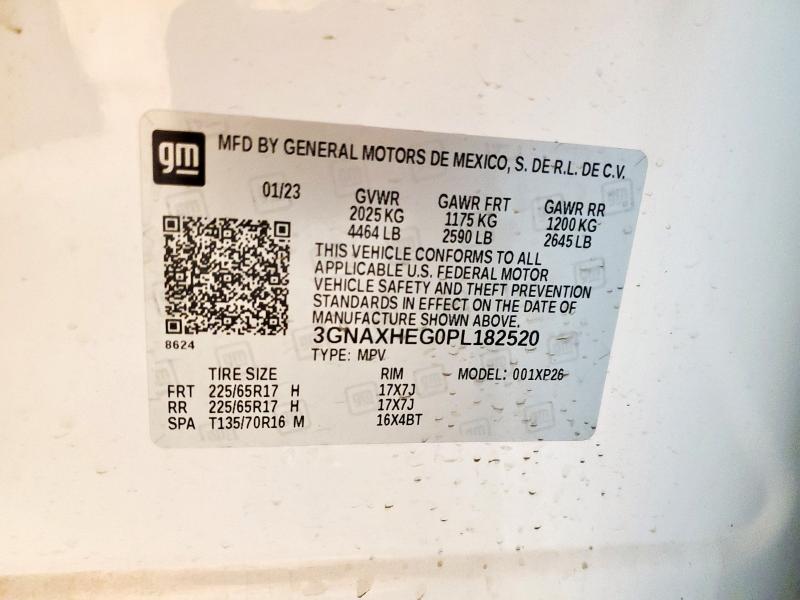 gm MFD BY GENERAL MOTORS DE MEXICO, S. DE R.L. DE C.V.
01/23 GVWR GAWR FRT GAWR RR
2025 KG 1175 KG 1200 KG
4464 LB 2590 LB 2645 LB
THIS VEHICLE CONFORMS TO ALL
APPLICABLE U.S. FEDERAL MOTOR
VEHICLE SAFETY AND THEFT PREVENTION
STANDARDS IN EFFECT ON THE DATE OF
MANUFACTURE SHOWN ABOVE.
8624
3GNAXHEG0PL182520
TYPE: MPV
TIRE SIZE RIM MODEL: 001XP26
FRT 225/65R17 H 17X7J
RR 225/65R17 H 17X7J
SPA T135/70R16 M 16X4BT